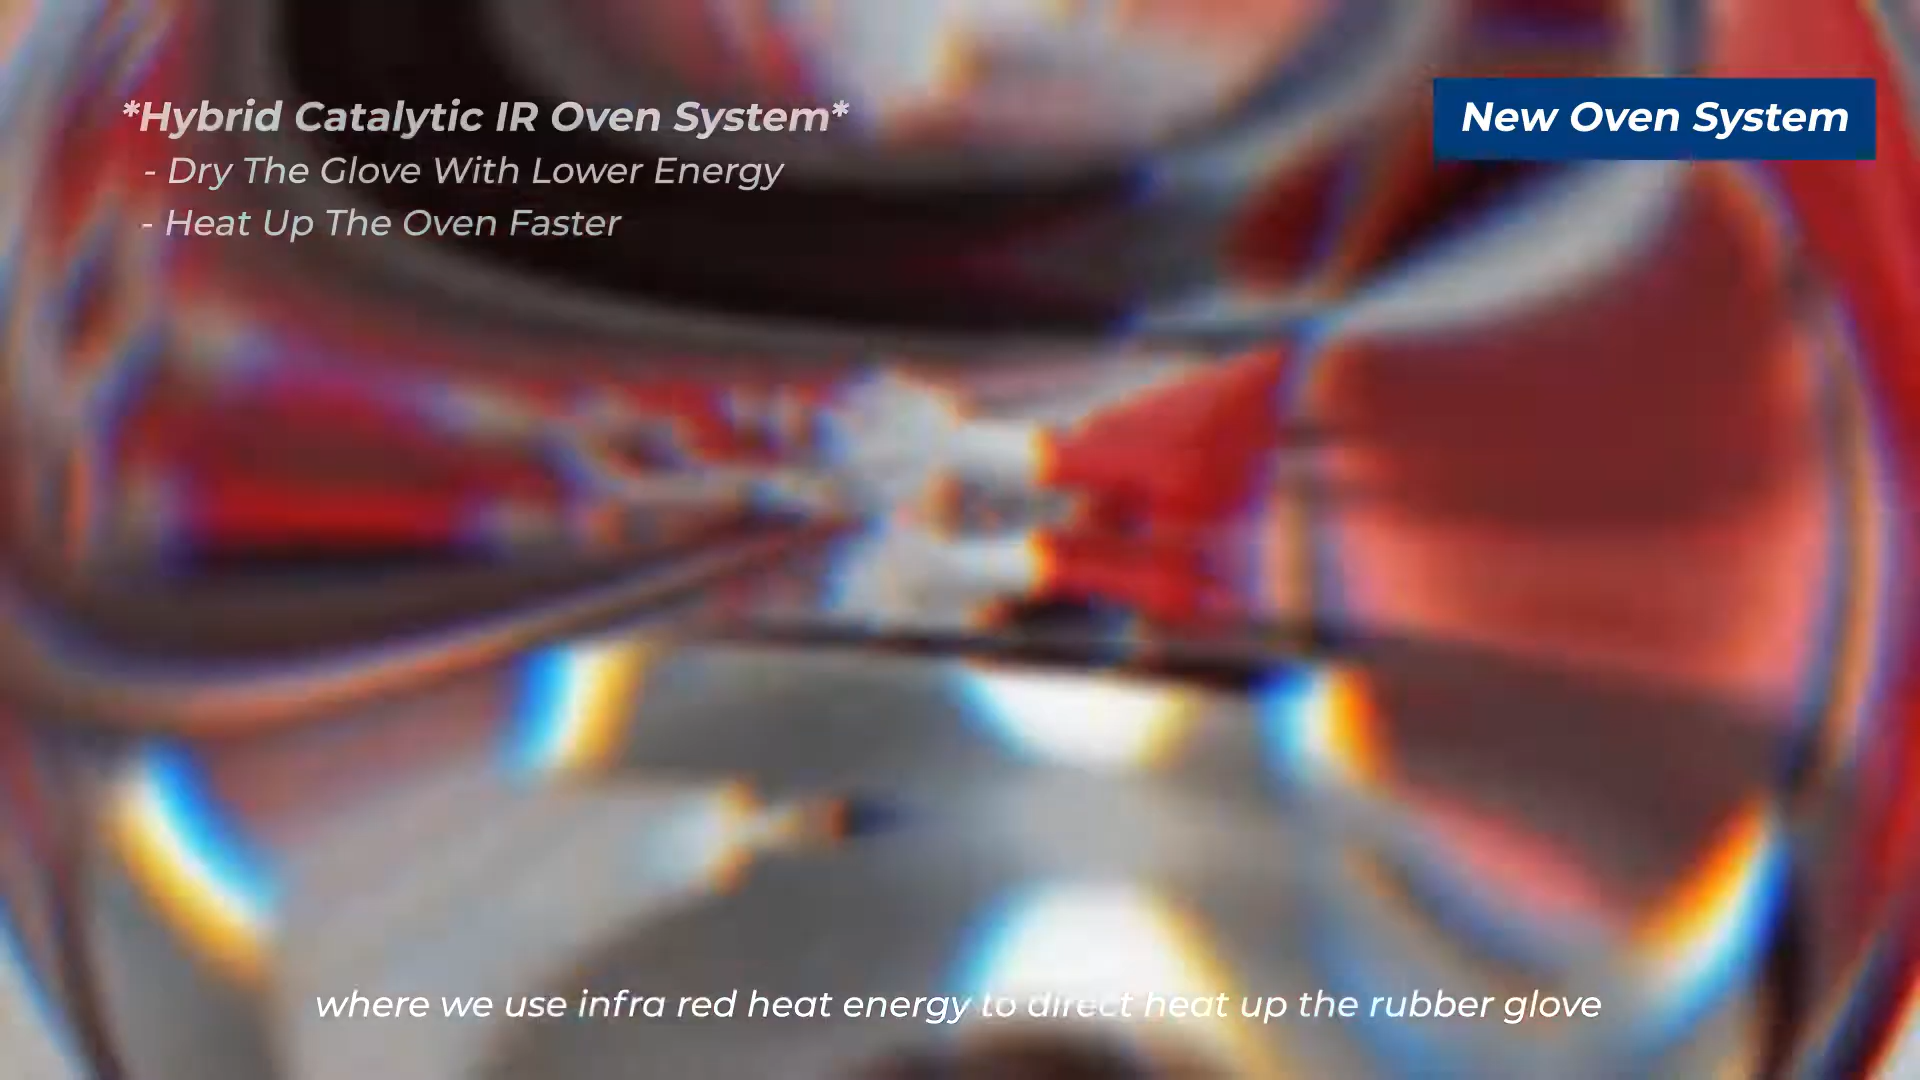 *Hybrid Catalytic IR Oven System*
- Dry The Glove With Lower Energy
- Heat Up The Oven Faster
New Oven System
where we use infra red heat energy to direct heat up the rubber glove